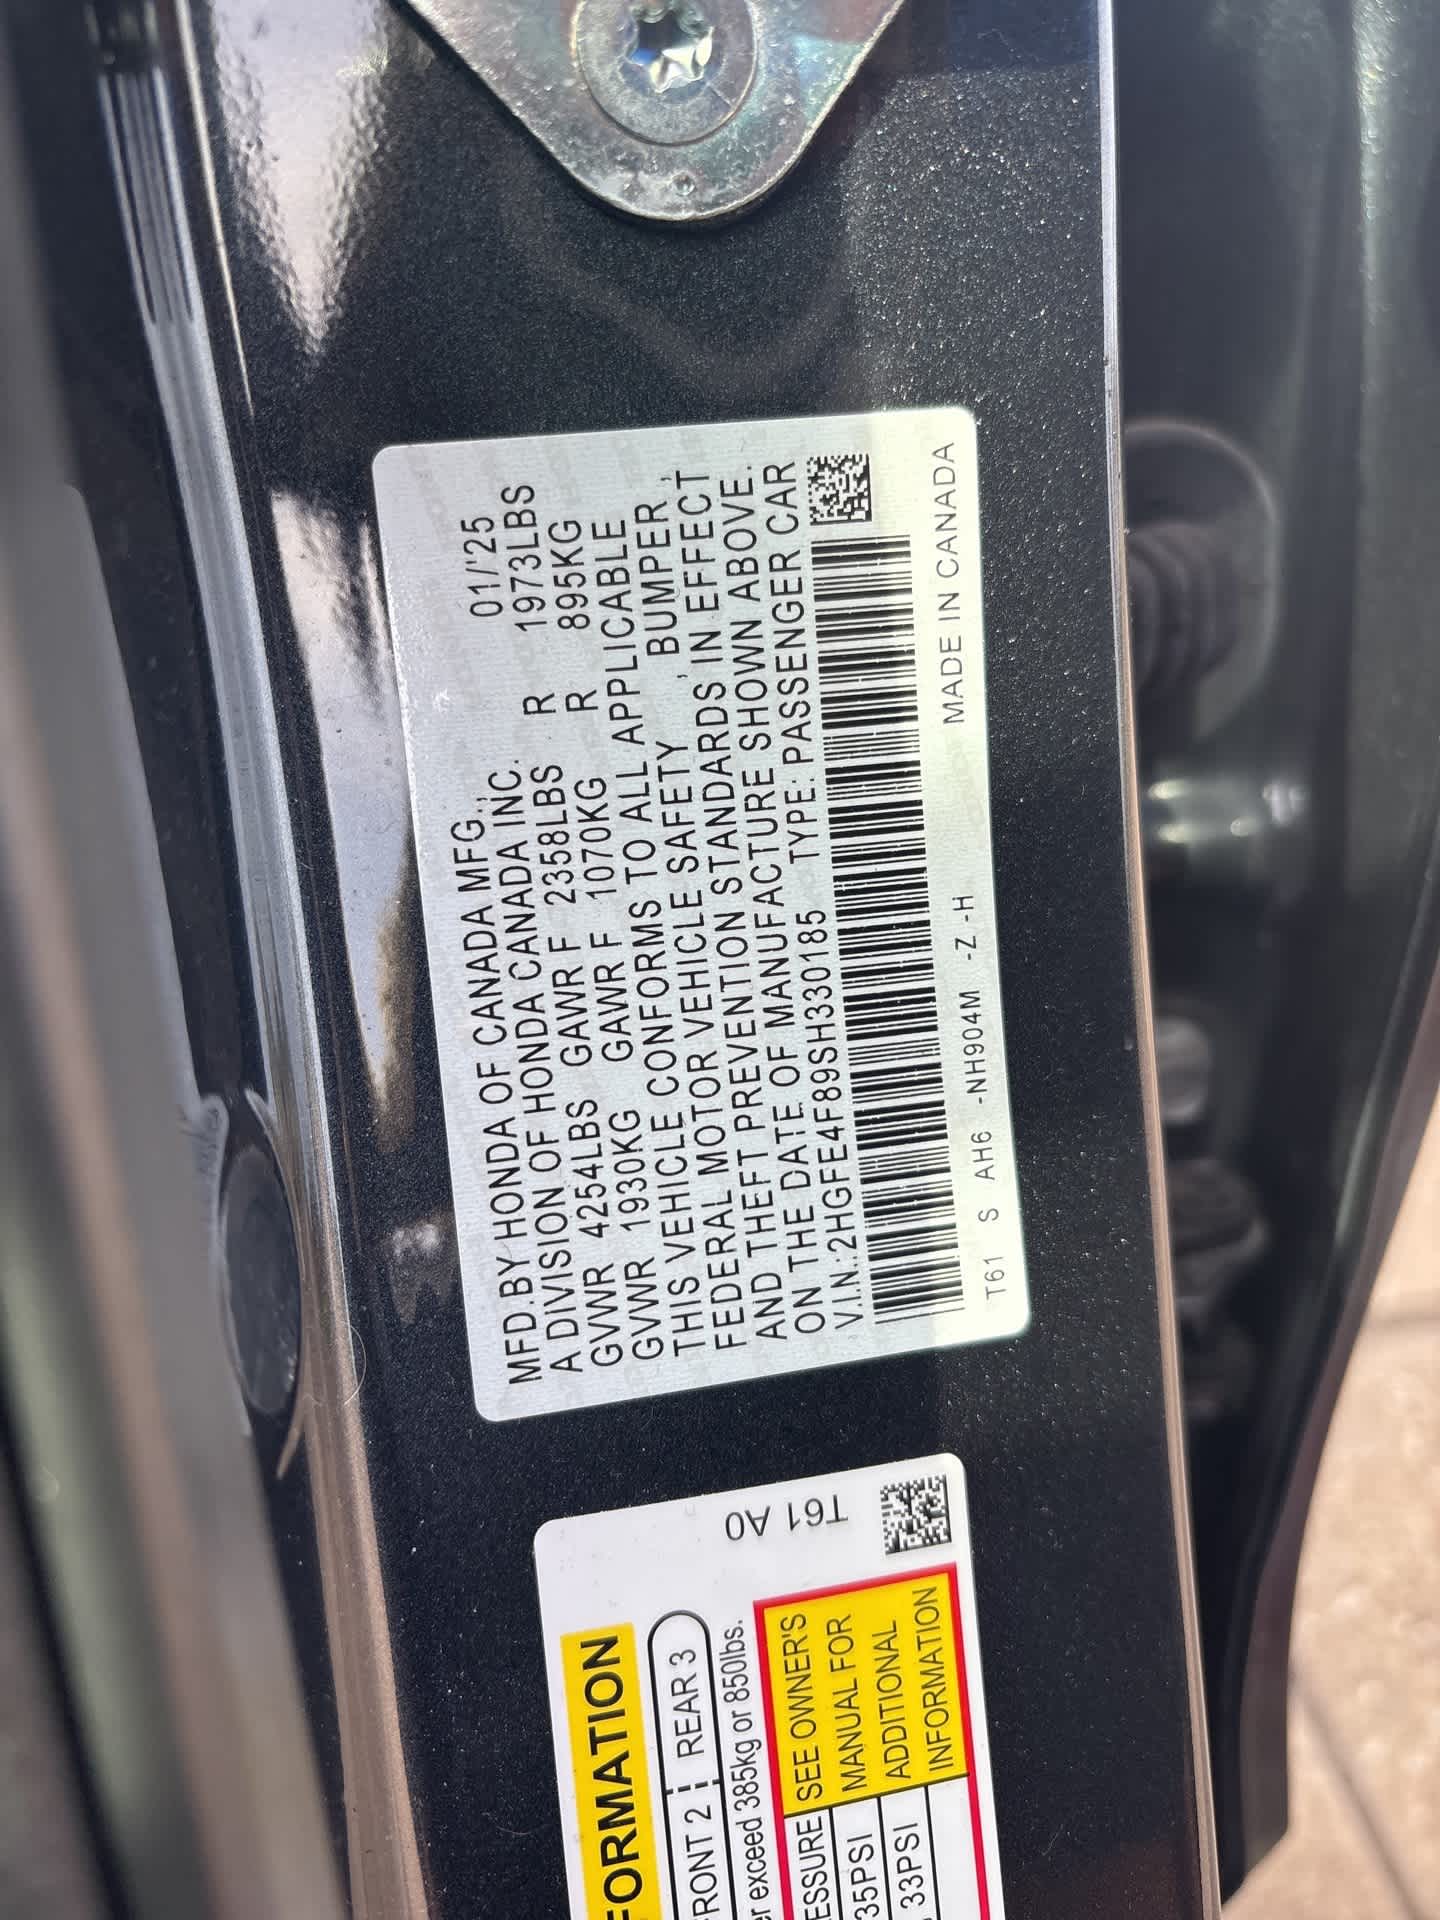 MFD.BY HONDA OF CANADA MFG., 01/'25
A DIVISION OF HONDA CANADA INC.
GVWR 4254LBS GAWR F 2358LBS R 1973LBS
GVWR 1930KG GAWR F 1070KG R 895KG
THIS VEHICLE CONFORMS TO ALL APPLICABLE
FEDERAL MOTOR VEHICLE SAFETY , BUMPER ,
AND THEFT PREVENTION STANDARDS IN EFFECT
ON THE DATE OF MANUFACTURE SHOWN ABOVE.
V.I.N.:2HGFE4F89SH330185 TYPE: PASSENGER CAR
T61 S AH6 -NH904M -Z -H MADE IN CANADA
T61 A0
FORMATION
FRONT 2 REAR 3
exceed 385kg or 850lbs.
ESSURE SEE OWNER'S
35PSI MANUAL FOR
33PSI ADDITIONAL
INFORMATION